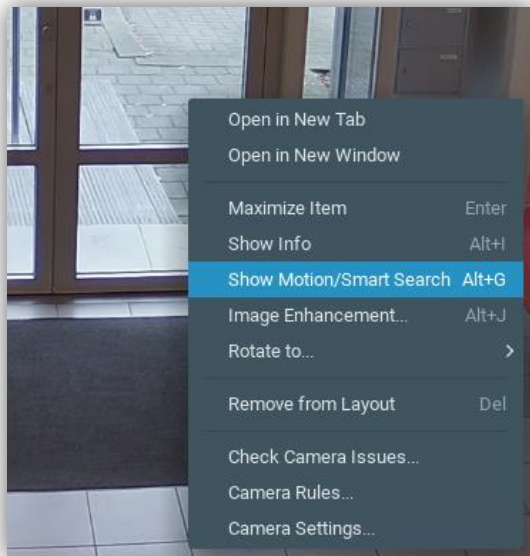 Open in New Tab
Open in New Window
Maximize Item Enter
Show Info Alt+I
Show Motion/Smart Search Alt+G
Image Enhancement... Alt+J
Rotate to...
Remove from Layout Del
Check Camera Issues...
Camera Rules...
Camera Settings...